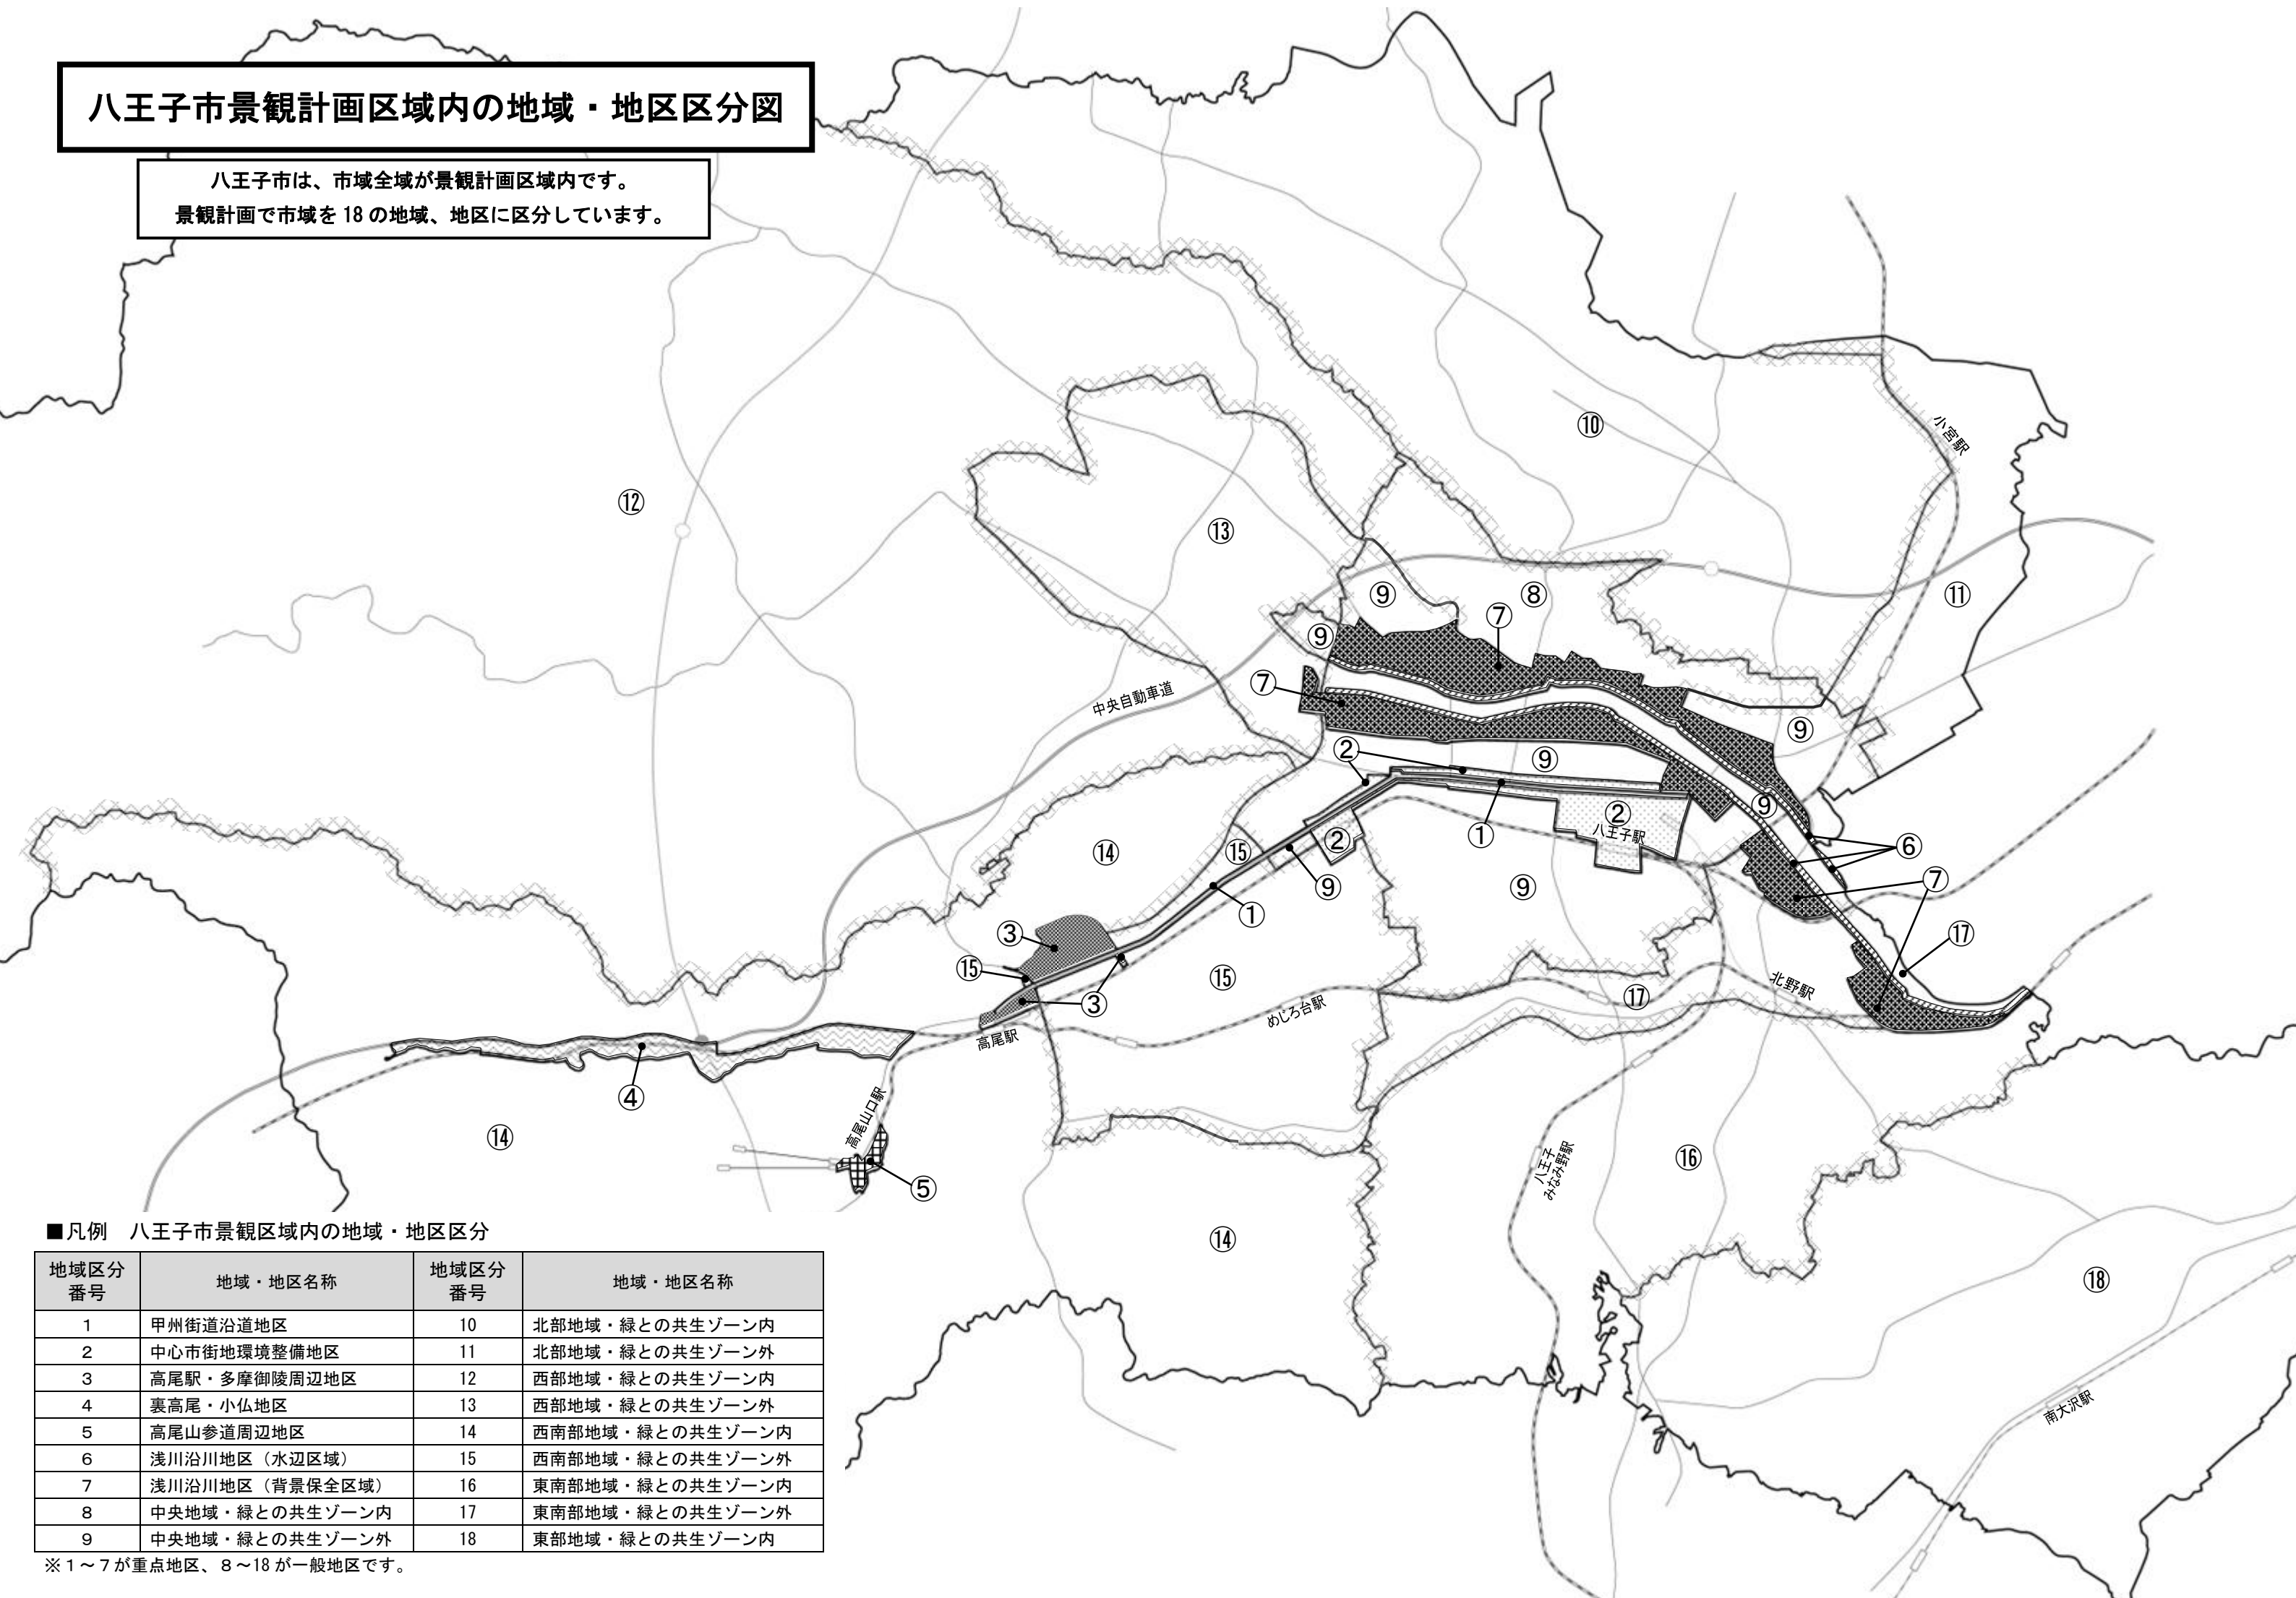 八王子市景観計画区域内の地域・地区区分図
八王子市は、市域全域が景観計画区域内です。
景観計画で市域を 18 の地域、地区に区分しています。
⑩
小宮駅
⑫
⑬
⑨
⑧
⑪
⑦
⑨
⑦
中央自動車道
⑨
②
⑨
⑨
②
八王子駅
①
②
⑥
⑭
⑮
⑨
⑨
⑦
①
③
⑰
⑮
⑮
③
⑰
北野駅
めじろ台駅
高尾駅
④
高尾山口駅
⑭
⑤
八王子
みなみ野駅
⑯
⑭
⑱
南大沢駅
■凡例　八王子市景観区域内の地域・地区区分
地域区分
番号
地域・地区名称
地域区分
番号
地域・地区名称
1 甲州街道沿道地区 10 北部地域・緑との共生ゾーン内
2 中心市街地環境整備地区 11 北部地域・緑との共生ゾーン外
3 高尾駅・多摩御陵周辺地区 12 西部地域・緑との共生ゾーン内
4 裏高尾・小仏地区 13 西部地域・緑との共生ゾーン外
5 高尾山参道周辺地区 14 西南部地域・緑との共生ゾーン内
6 浅川沿川地区（水辺区域） 15 西南部地域・緑との共生ゾーン外
7 浅川沿川地区（背景保全区域） 16 東南部地域・緑との共生ゾーン内
8 中央地域・緑との共生ゾーン内 17 東南部地域・緑との共生ゾーン外
9 中央地域・緑との共生ゾーン外 18 東部地域・緑との共生ゾーン内
※１～７が重点地区、８～18 が一般地区です。